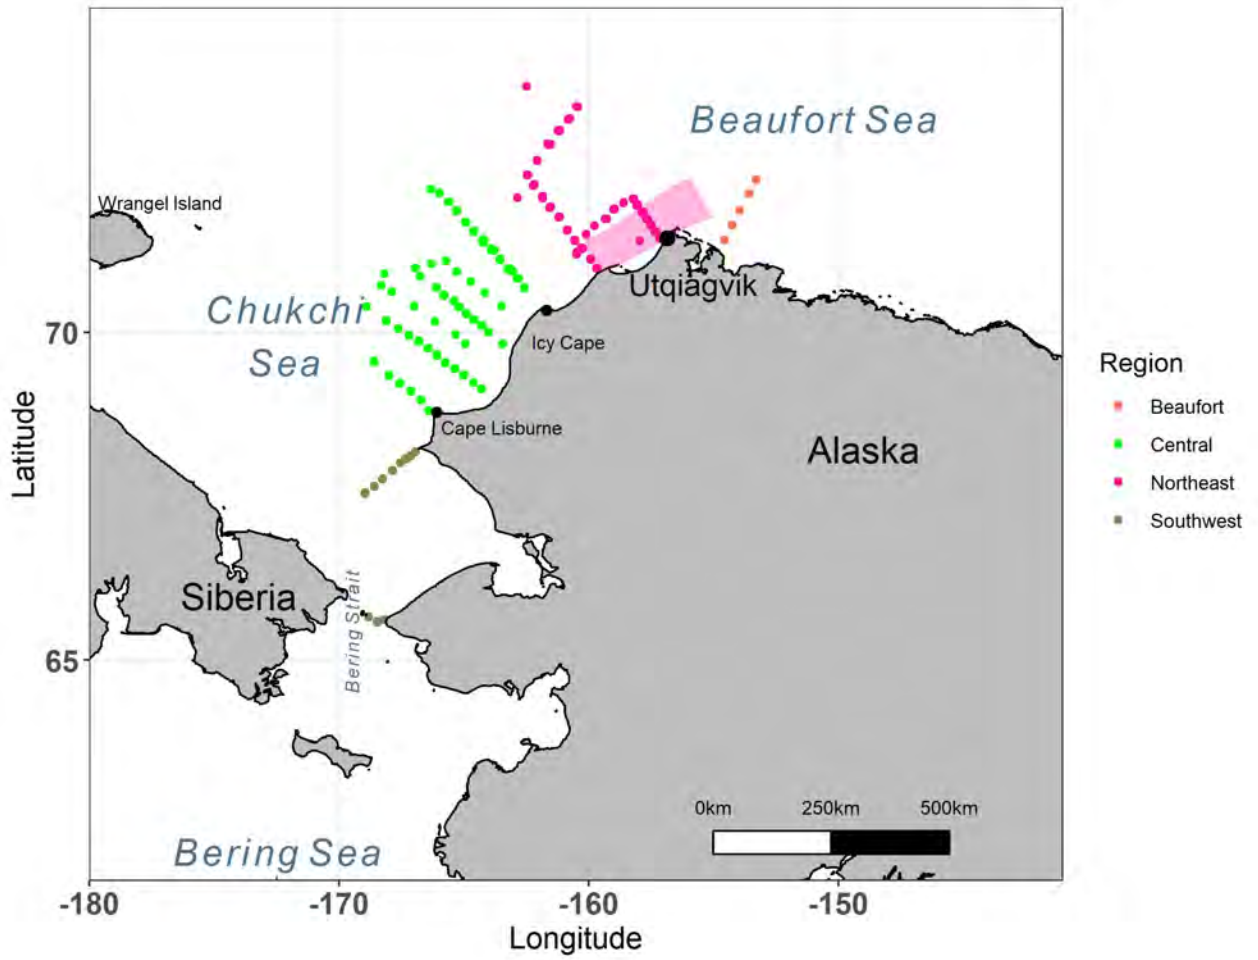 Beaufort Sea
Wrangel Island
Utqiaġvik
Chukchi
Sea
70
Icy Cape
Region
Beaufort
Central
Northeast
Southwest
Cape Lisburne
Alaska
Latitude
Siberia
Bering Strait
65
0km 250km 500km
Bering Sea
-180 -170 -160 -150
Longitude